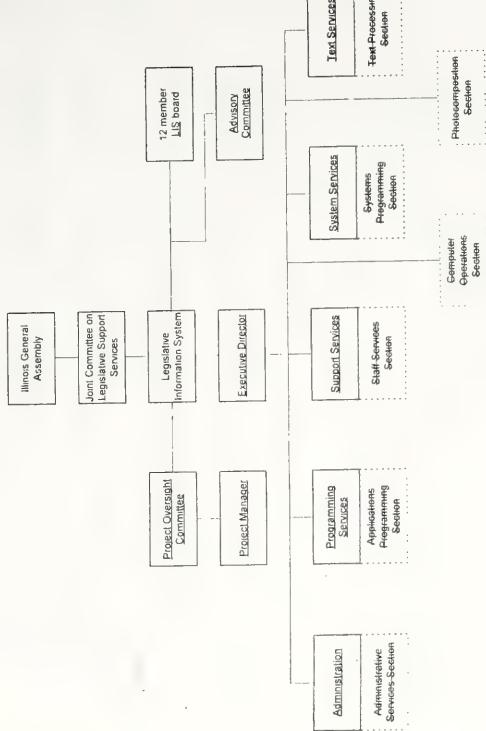 Illinois General
Assembly
Joint Committee on
Legislative Support
Services
Legislative
Information System
12 member
LIS board
Advisory
Committee
Project Oversight
Committee
Project Manager
Executive Director
Administration
Administrative
Services Section
Programming
Services
Applications
Programming
Section
Support Services
Staff Services
Section
System Services
Systems
Programming
Section
Text Services
Text Processing
Section
Computer
Operations
Section
Photocomposition
Section